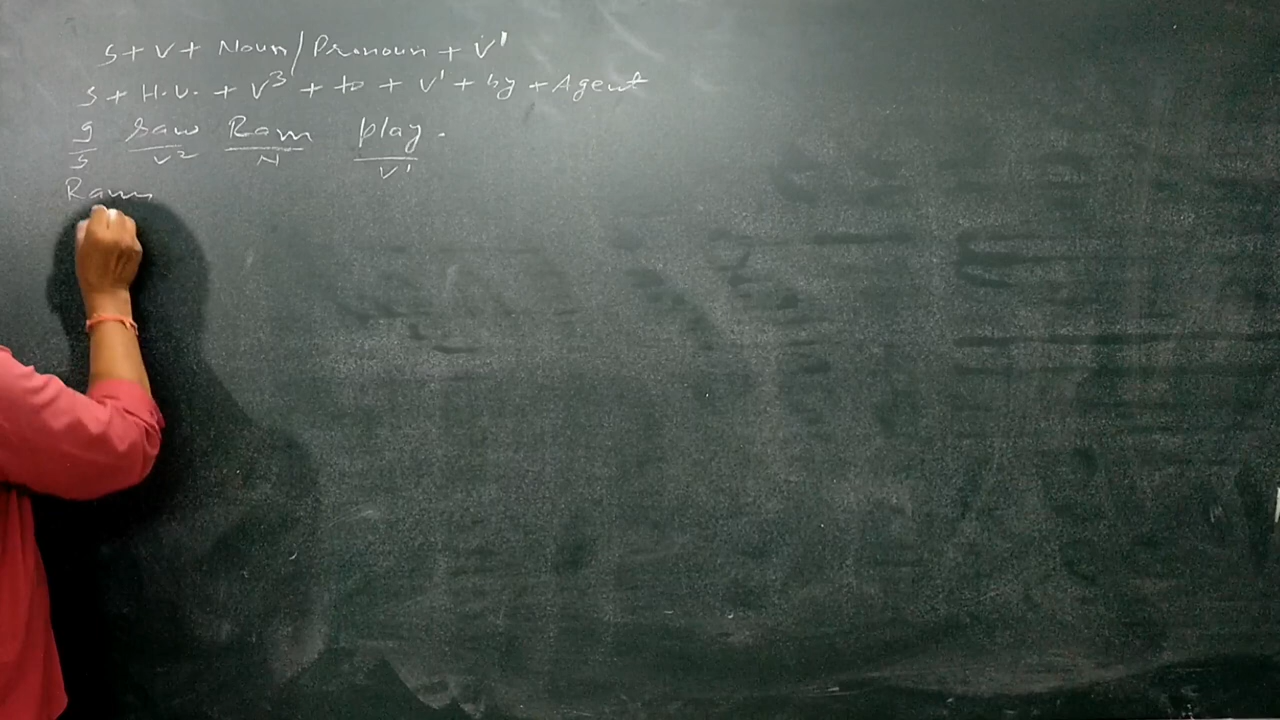 S + V + Noun/Pronoun + V¹
S + H.V. + V³ + to + V¹ + by + Agent
I saw Ram play.
S V² N V¹
Ram